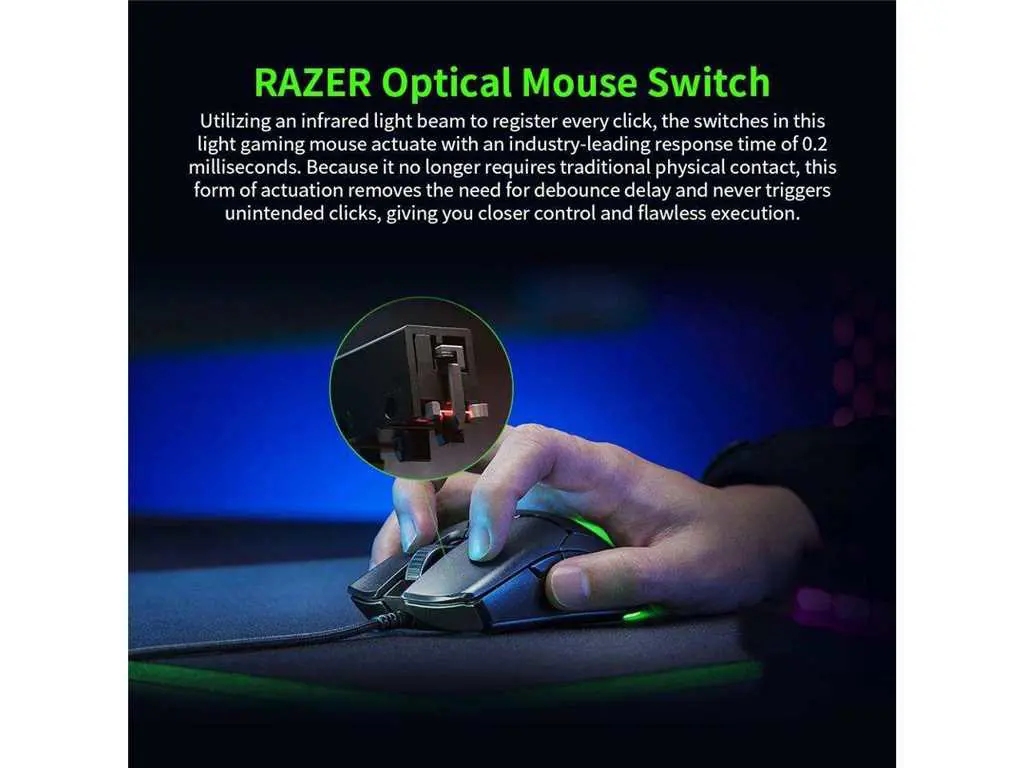 RAZER Optical Mouse Switch
Utilizing an infrared light beam to register every click, the switches in this
light gaming mouse actuate with an industry-leading response time of 0.2
milliseconds. Because it no longer requires traditional physical contact, this
form of actuation removes the need for debounce delay and never triggers
unintended clicks, giving you closer control and flawless execution.